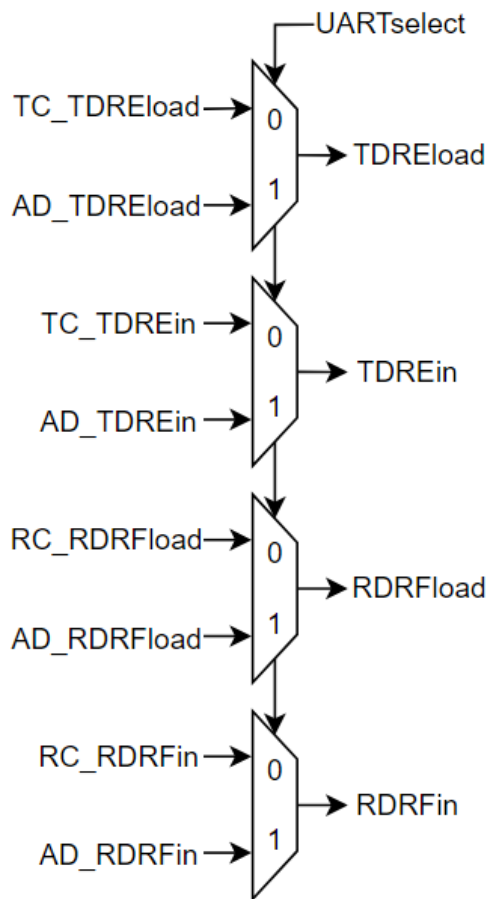 UARTselect
TC_TDREload
0
TDREload
AD_TDREload
1
TC_TDREin
0
TDREin
AD_TDREin
1
RC_RDRFload
0
RDRFload
AD_RDRFload
1
RC_RDRFin
0
RDRFin
AD_RDRFin
1